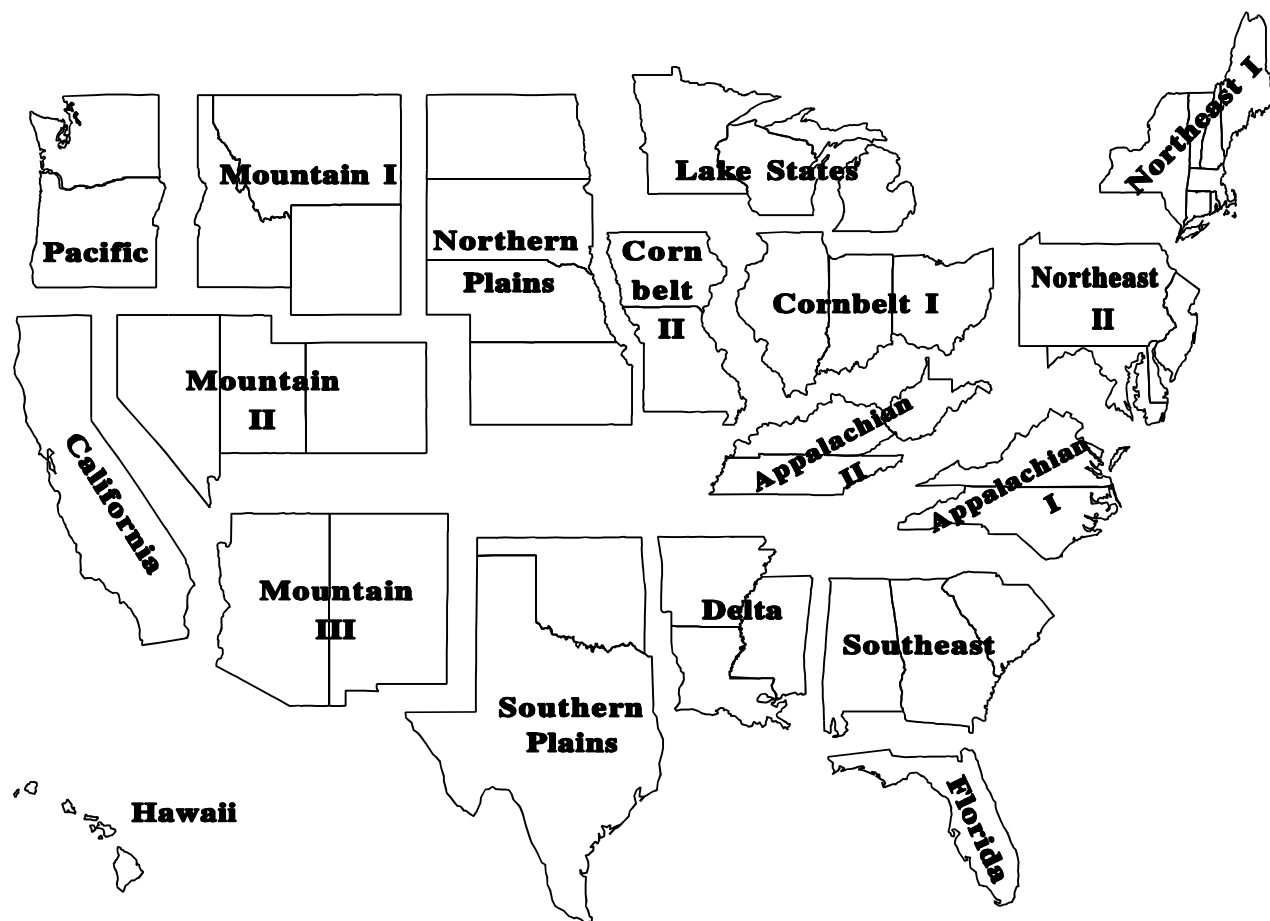 Northeast I
Mountain I
Lake States
Pacific
Northern
Plains
Corn
belt
II
Cornbelt I
Northeast
II
Mountain
II
California
Appalachian
II
Appalachian
I
Mountain
III
Delta
Southeast
Southern
Plains
Florida
Hawaii